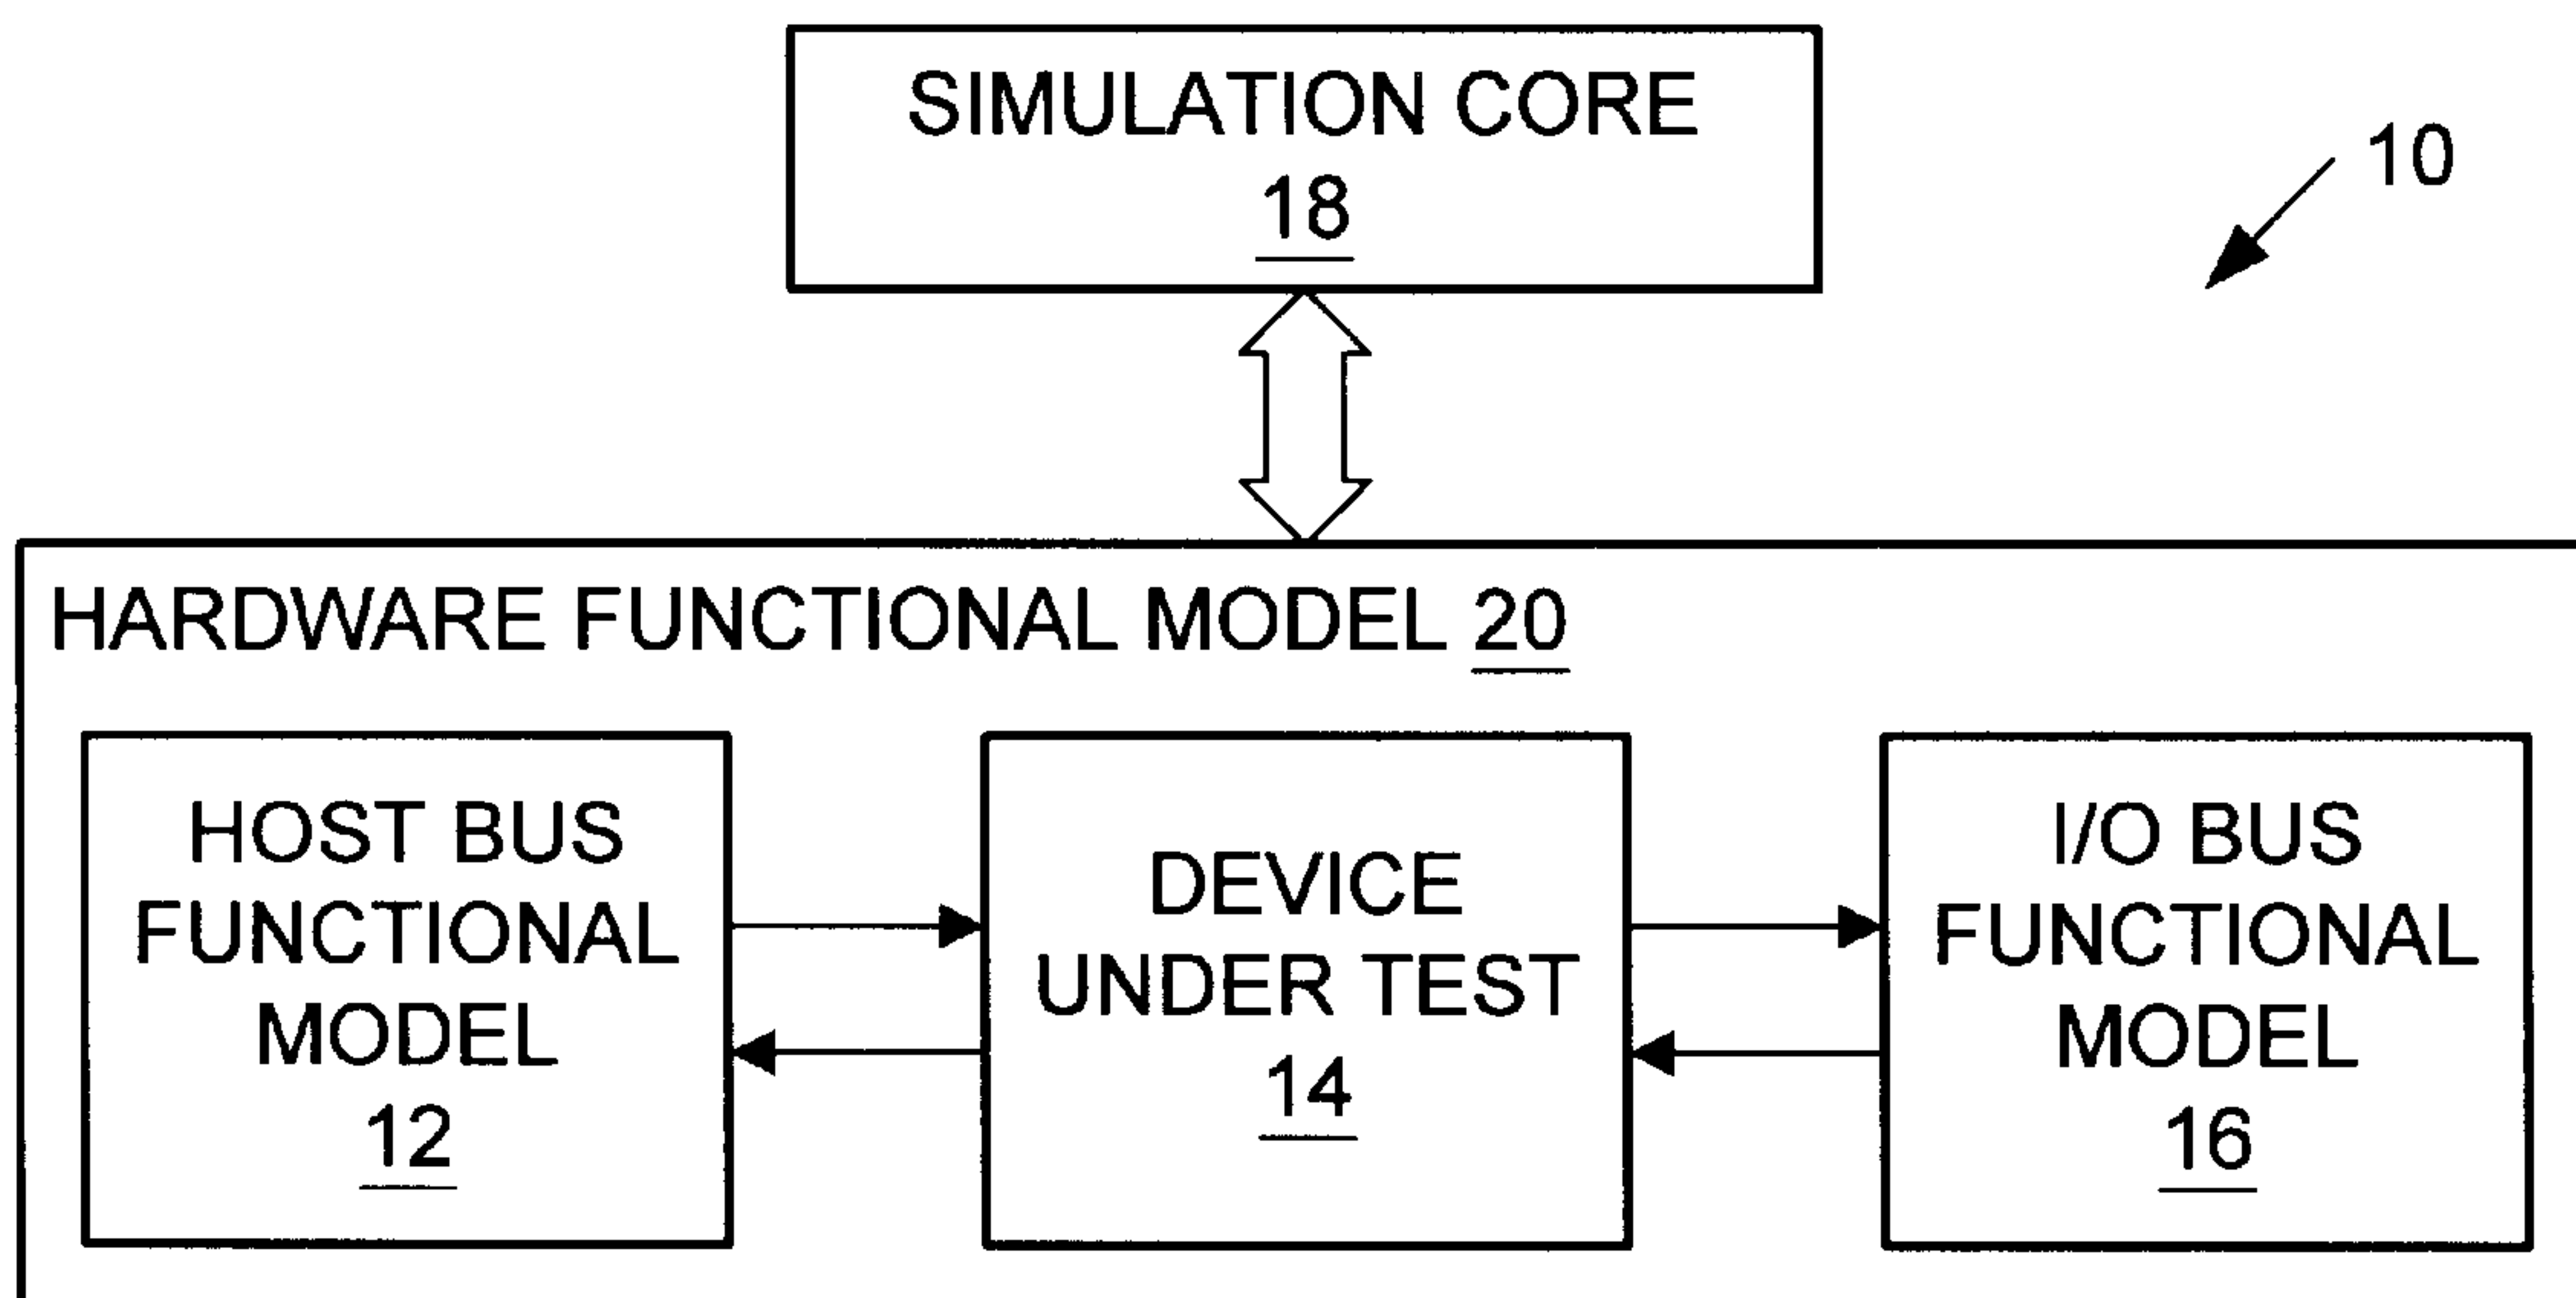 SIMULATION CORE
18
10
HARDWARE FUNCTIONAL MODEL 20
HOST BUS
FUNCTIONAL
MODEL
12
DEVICE
UNDER TEST
14
I/O BUS
FUNCTIONAL
MODEL
16